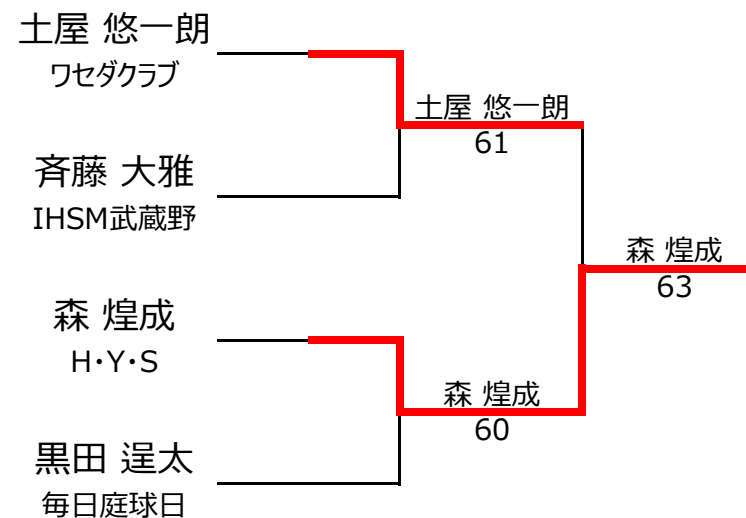 土屋 悠一朗
ワセダクラブ
土屋 悠一朗
61
斉藤 大雅
IHSM武蔵野
森 煌成
63
森 煌成
H・Y・S
森 煌成
60
黒田 逞太
毎日庭球日